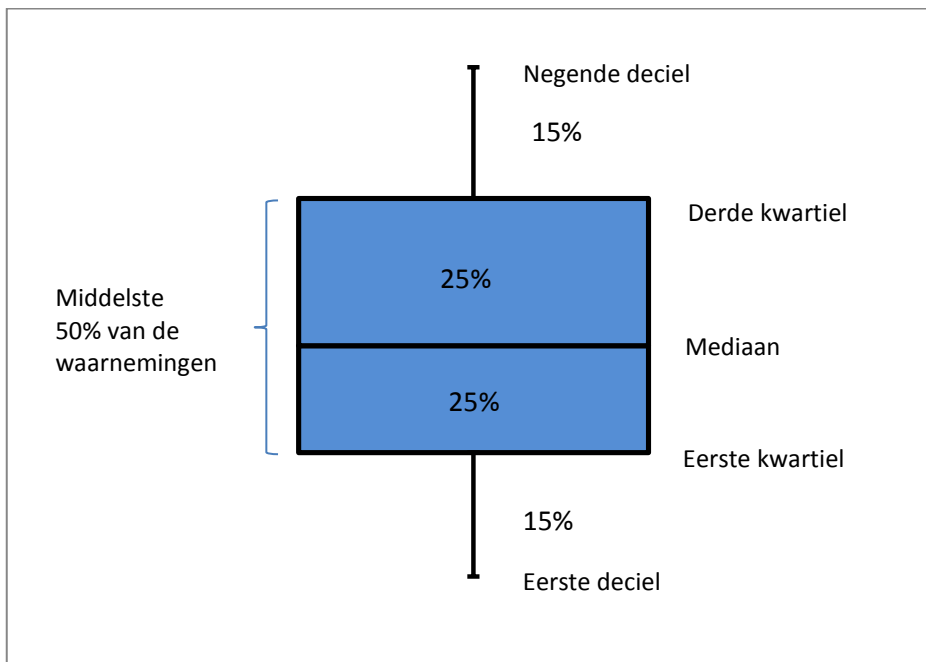 Negende deciel
15%
Derde kwartiel
25%
Middelste
50% van de
waarnemingen
Mediaan
25%
Eerste kwartiel
15%
Eerste deciel